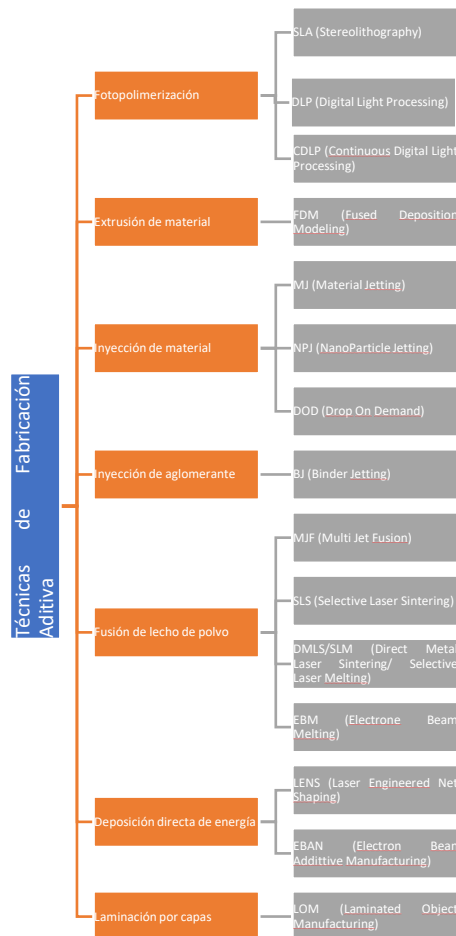 Técnicas de Fabricación
Aditiva
Fotopolimerización
SLA (Stereolithography)
DLP (Digital Light Processing)
CDLP (Continuous Digital Light
Processing)
Extrusión de material
FDM (Fused Deposition
Modeling)
Inyección de material
MJ (Material Jetting)
NPJ (NanoParticle Jetting)
DOD (Drop On Demand)
Inyección de aglomerante
BJ (Binder Jetting)
Fusión de lecho de polvo
MJF (Multi Jet Fusion)
SLS (Selective Laser Sintering)
DMLS/SLM (Direct Metal
Laser Sintering/ Selective
Laser Melting)
EBM (Electrone Beam
Melting)
Deposición directa de energía
LENS (Laser Engineered Net
Shaping)
EBAN (Electron Bean
Addittive Manufacturing)
Laminación por capas
LOM (Laminated Object
Manufacturing)